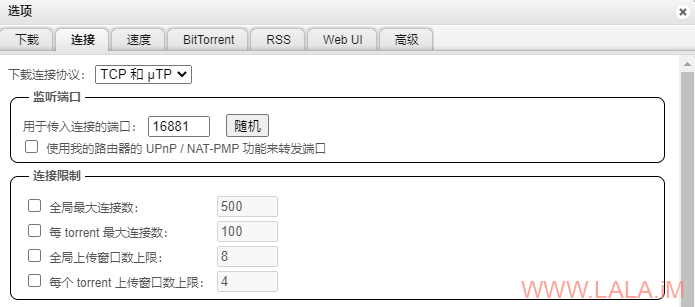 选项
下载 连接 速度 BitTorrent RSS Web UI 高级
下载连接协议： TCP 和 μTP
监听端口
用于传入连接的端口： 16881 随机
使用我的路由器的 UPnP / NAT-PMP 功能来转发端口
连接限制
全局最大连接数： 500
每 torrent 最大连接数： 100
全局上传窗口数上限： 8
每个 torrent 上传窗口数上限： 4
WWW.LALA.iM